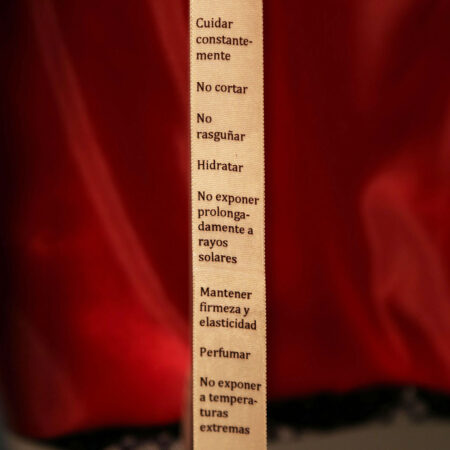 Cuidar
constante-
mente
No cortar
No
rasguñar
Hidratar
No exponer
prolonga-
damente a
rayos
solares
Mantener
firmeza y
elasticidad
Perfumar
No exponer
a tempera-
turas
extremas